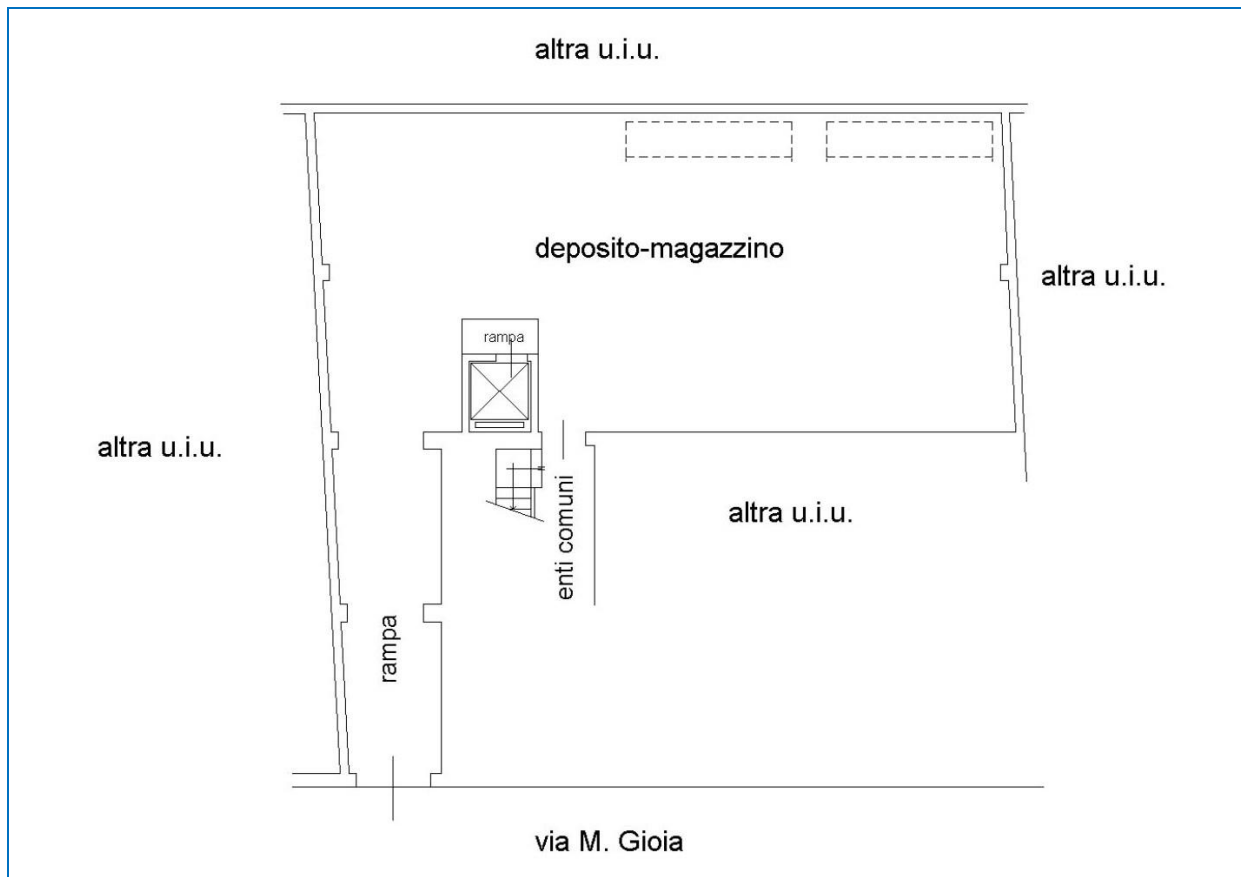 altra u.i.u.
deposito-magazzino
altra u.i.u.
rampa
altra u.i.u.
altra u.i.u.
enti comuni
rampa
via M. Gioia